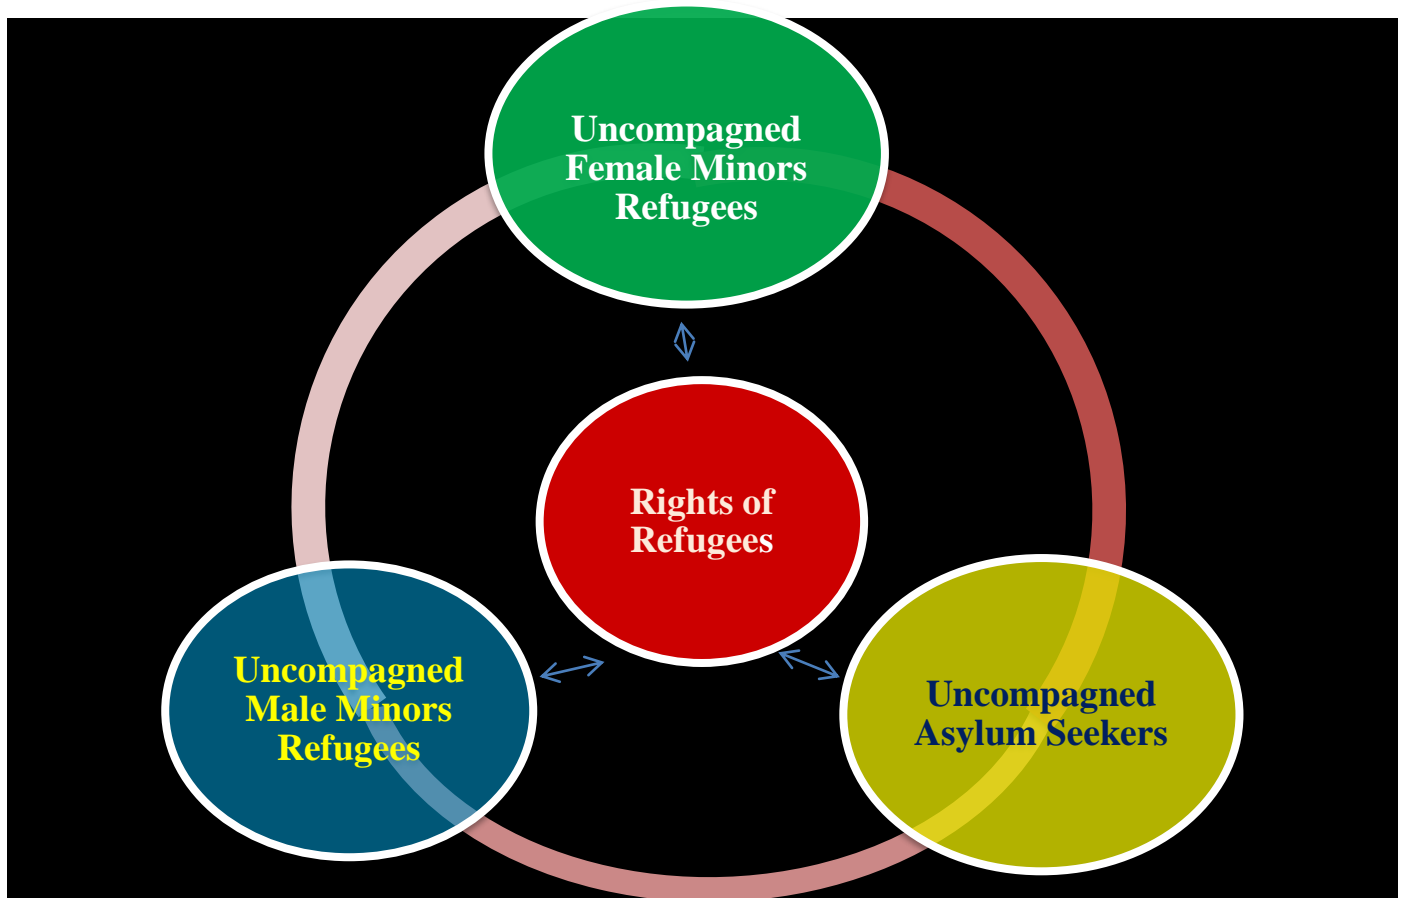 Uncompagned
Female Minors
Refugees
Rights of
Refugees
Uncompagned
Male Minors
Refugees
Uncompagned
Asylum Seekers